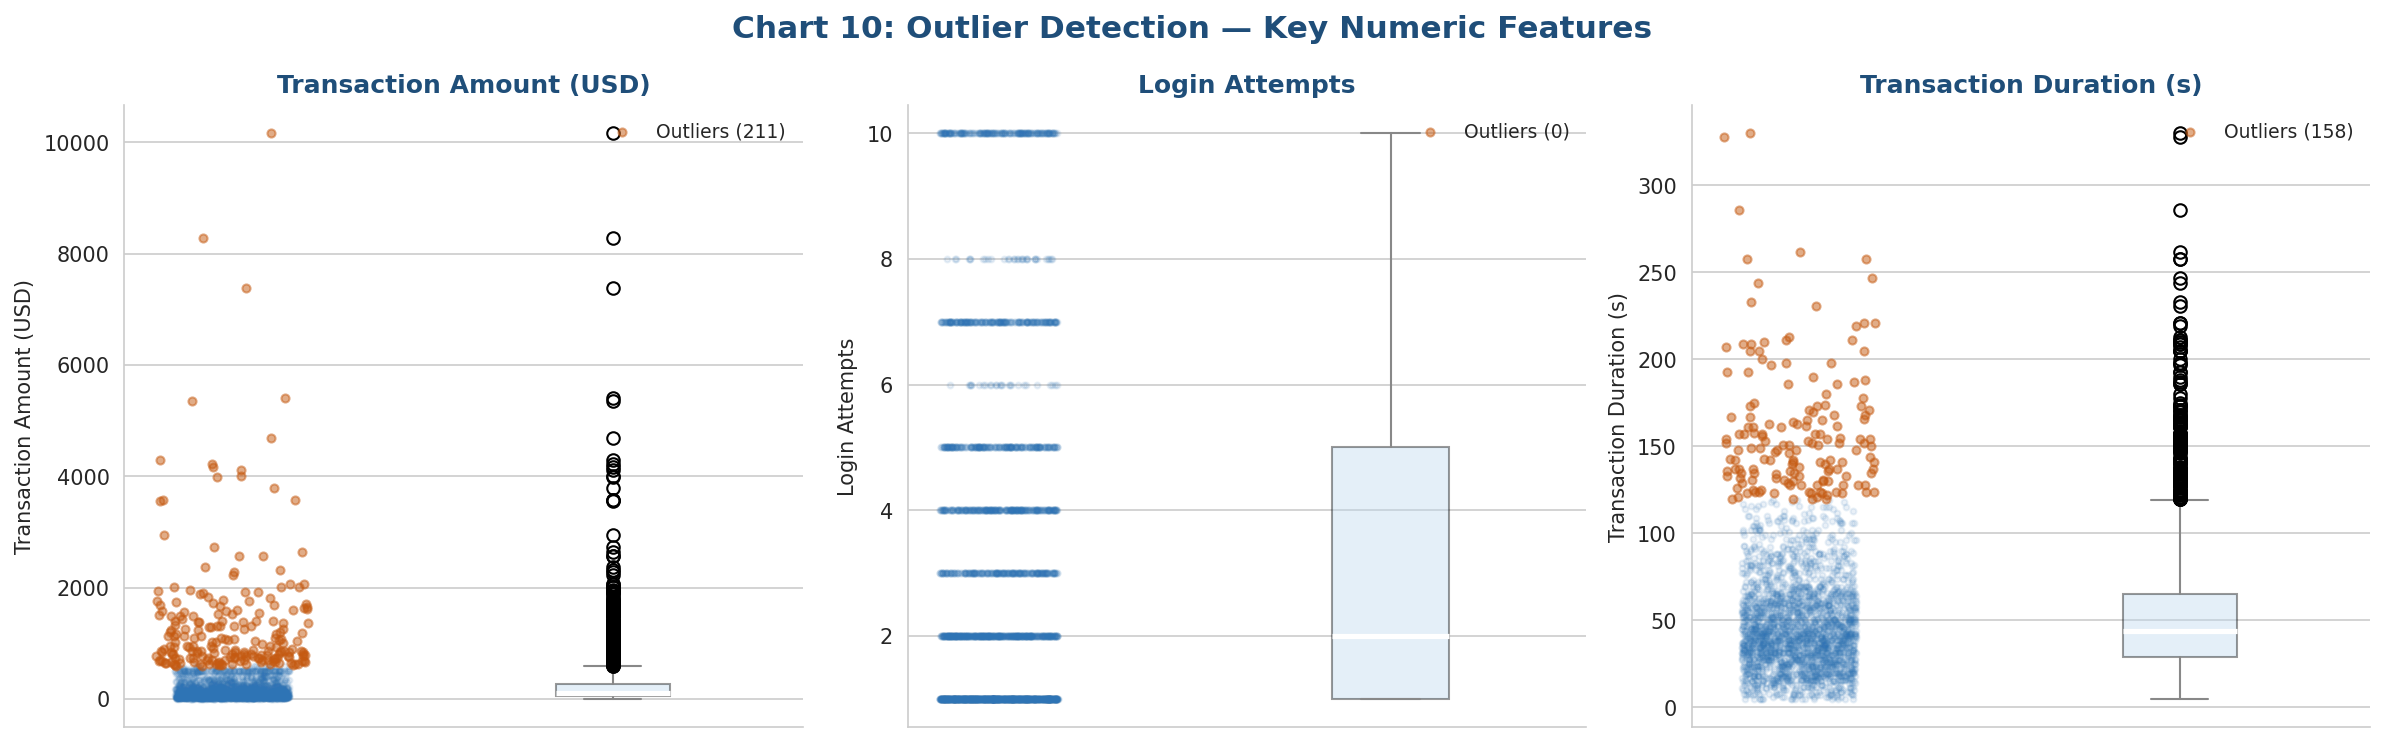 Chart 10: Outlier Detection — Key Numeric Features
Transaction Amount (USD)
Transaction Amount (USD)
10000
8000
6000
4000
2000
0
Outliers (211)
Login Attempts
Login Attempts
10
8
6
4
2
Outliers (0)
Transaction Duration (s)
Transaction Duration (s)
300
250
200
150
100
50
0
Outliers (158)